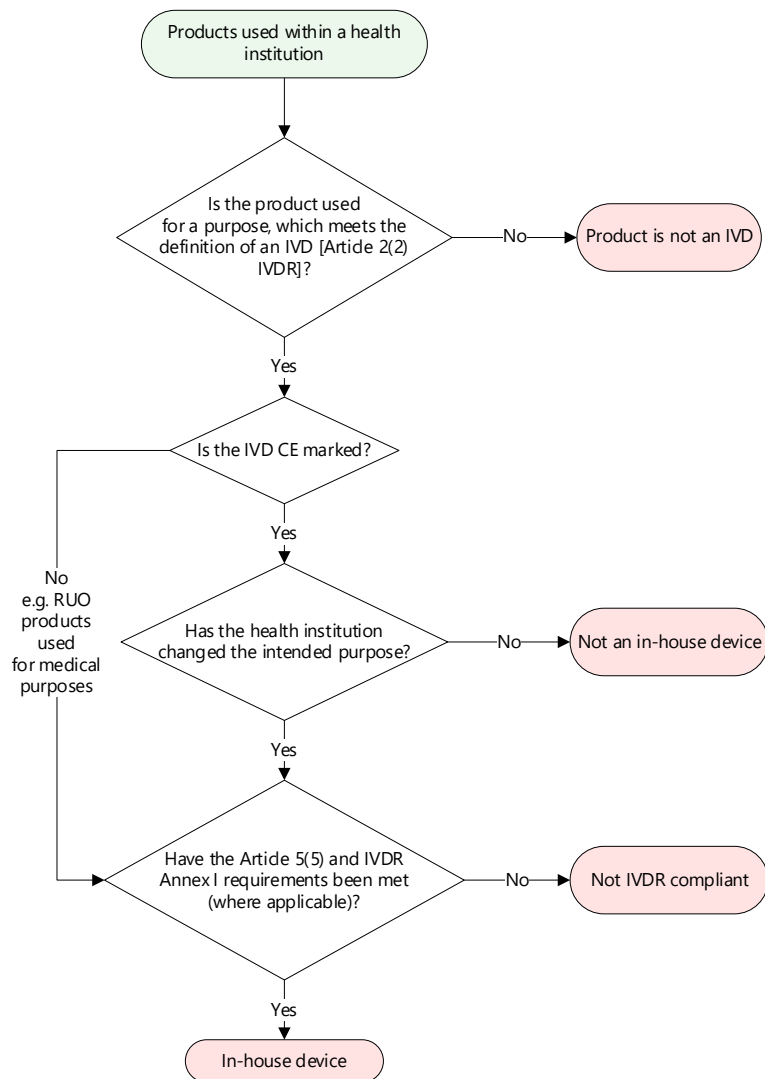 Products used within a health
institution
Is the product used
for a purpose, which meets the
definition of an IVD [Article 2(2)
IVDR]?
No
Product is not an IVD
Yes
Is the IVD CE marked?
Yes
No
e.g. RUO
products
used
for medical
purposes
Has the health institution
changed the intended purpose?
No
Not an in-house device
Yes
Have the Article 5(5) and IVDR
Annex I requirements been met
(where applicable)?
No
Not IVDR compliant
Yes
In-house device